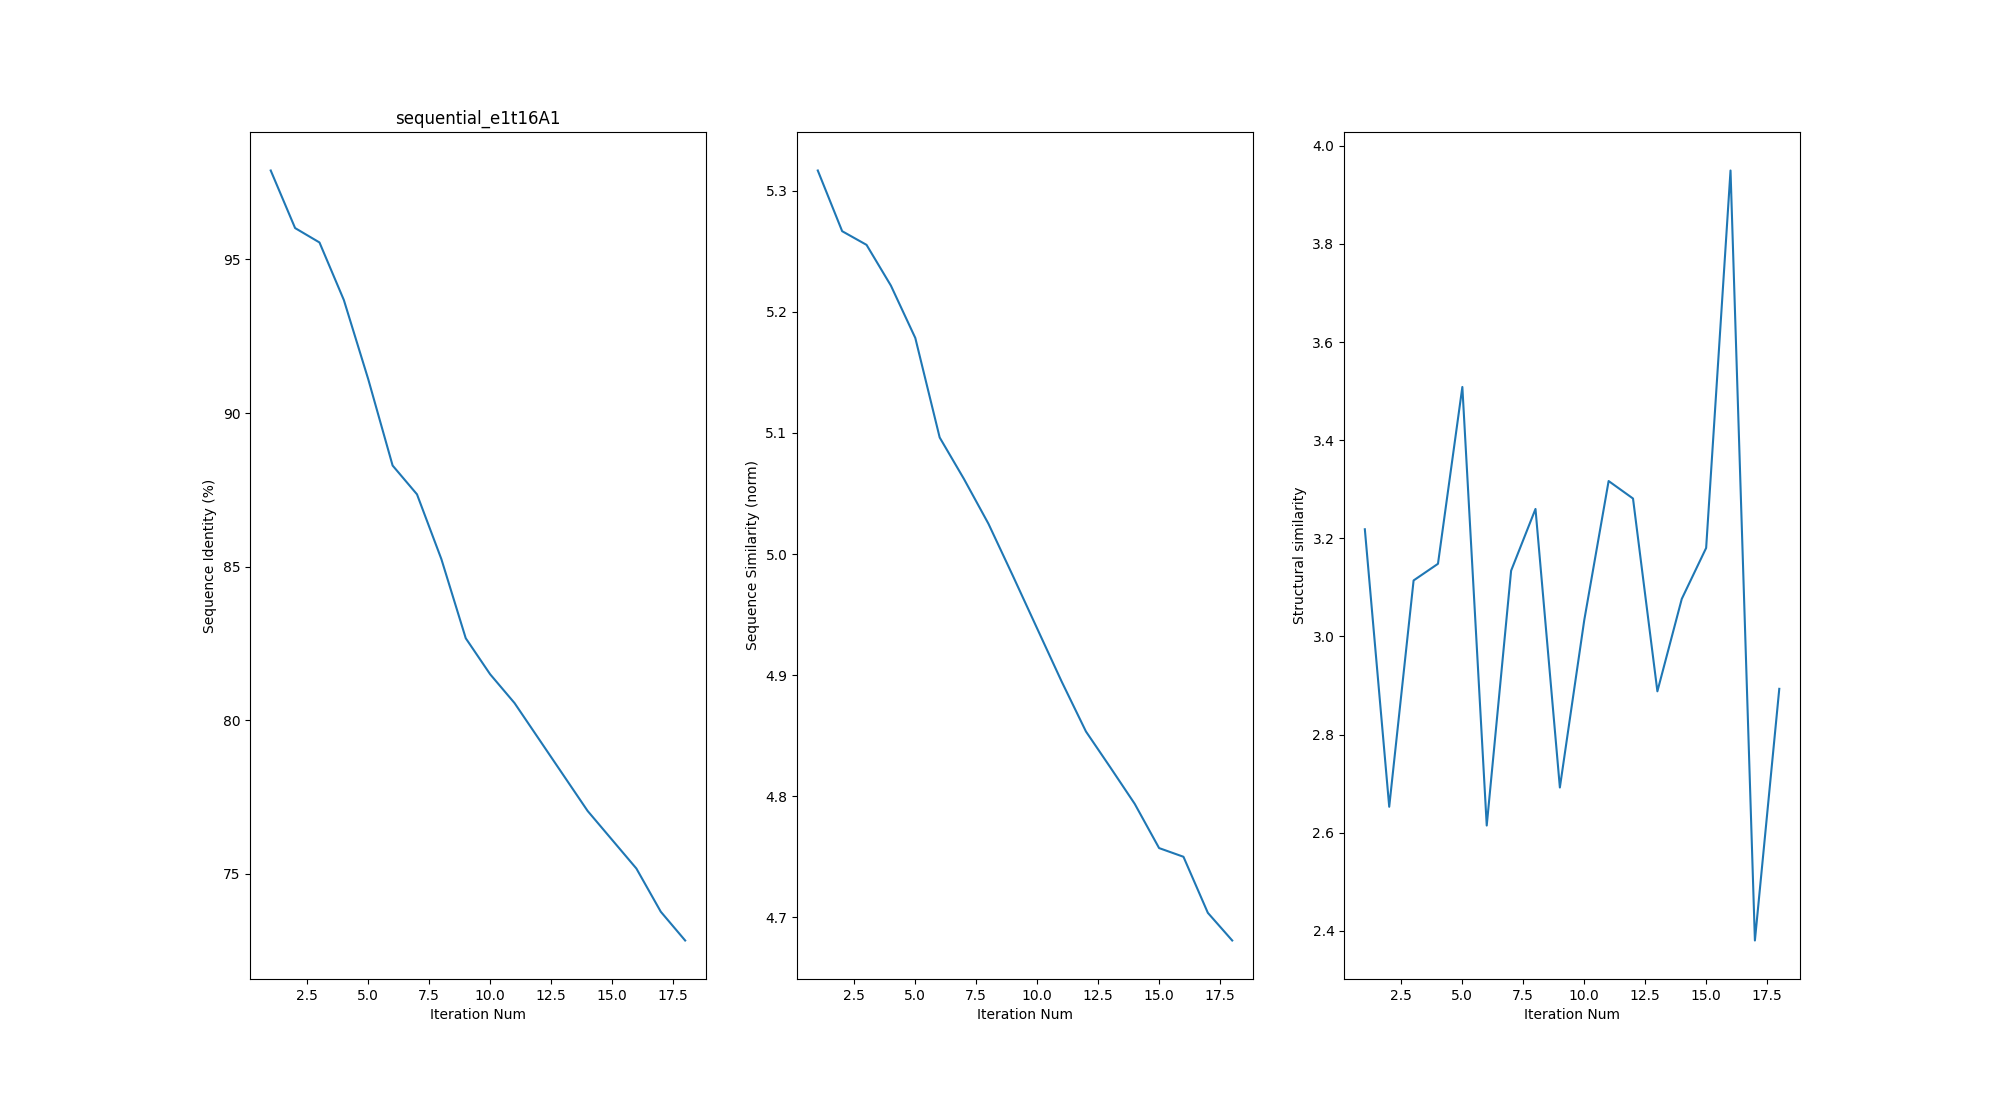 sequential_e1t16A1
Sequence Identity (%)
95
90
85
80
75
2.5 5.0 7.5 10.0 12.5 15.0 17.5
Iteration Num
Sequence Similarity (norm)
5.3
5.2
5.1
5.0
4.9
4.8
4.7
2.5 5.0 7.5 10.0 12.5 15.0 17.5
Iteration Num
Structural similarity
4.0
3.8
3.6
3.4
3.2
3.0
2.8
2.6
2.4
2.5 5.0 7.5 10.0 12.5 15.0 17.5
Iteration Num